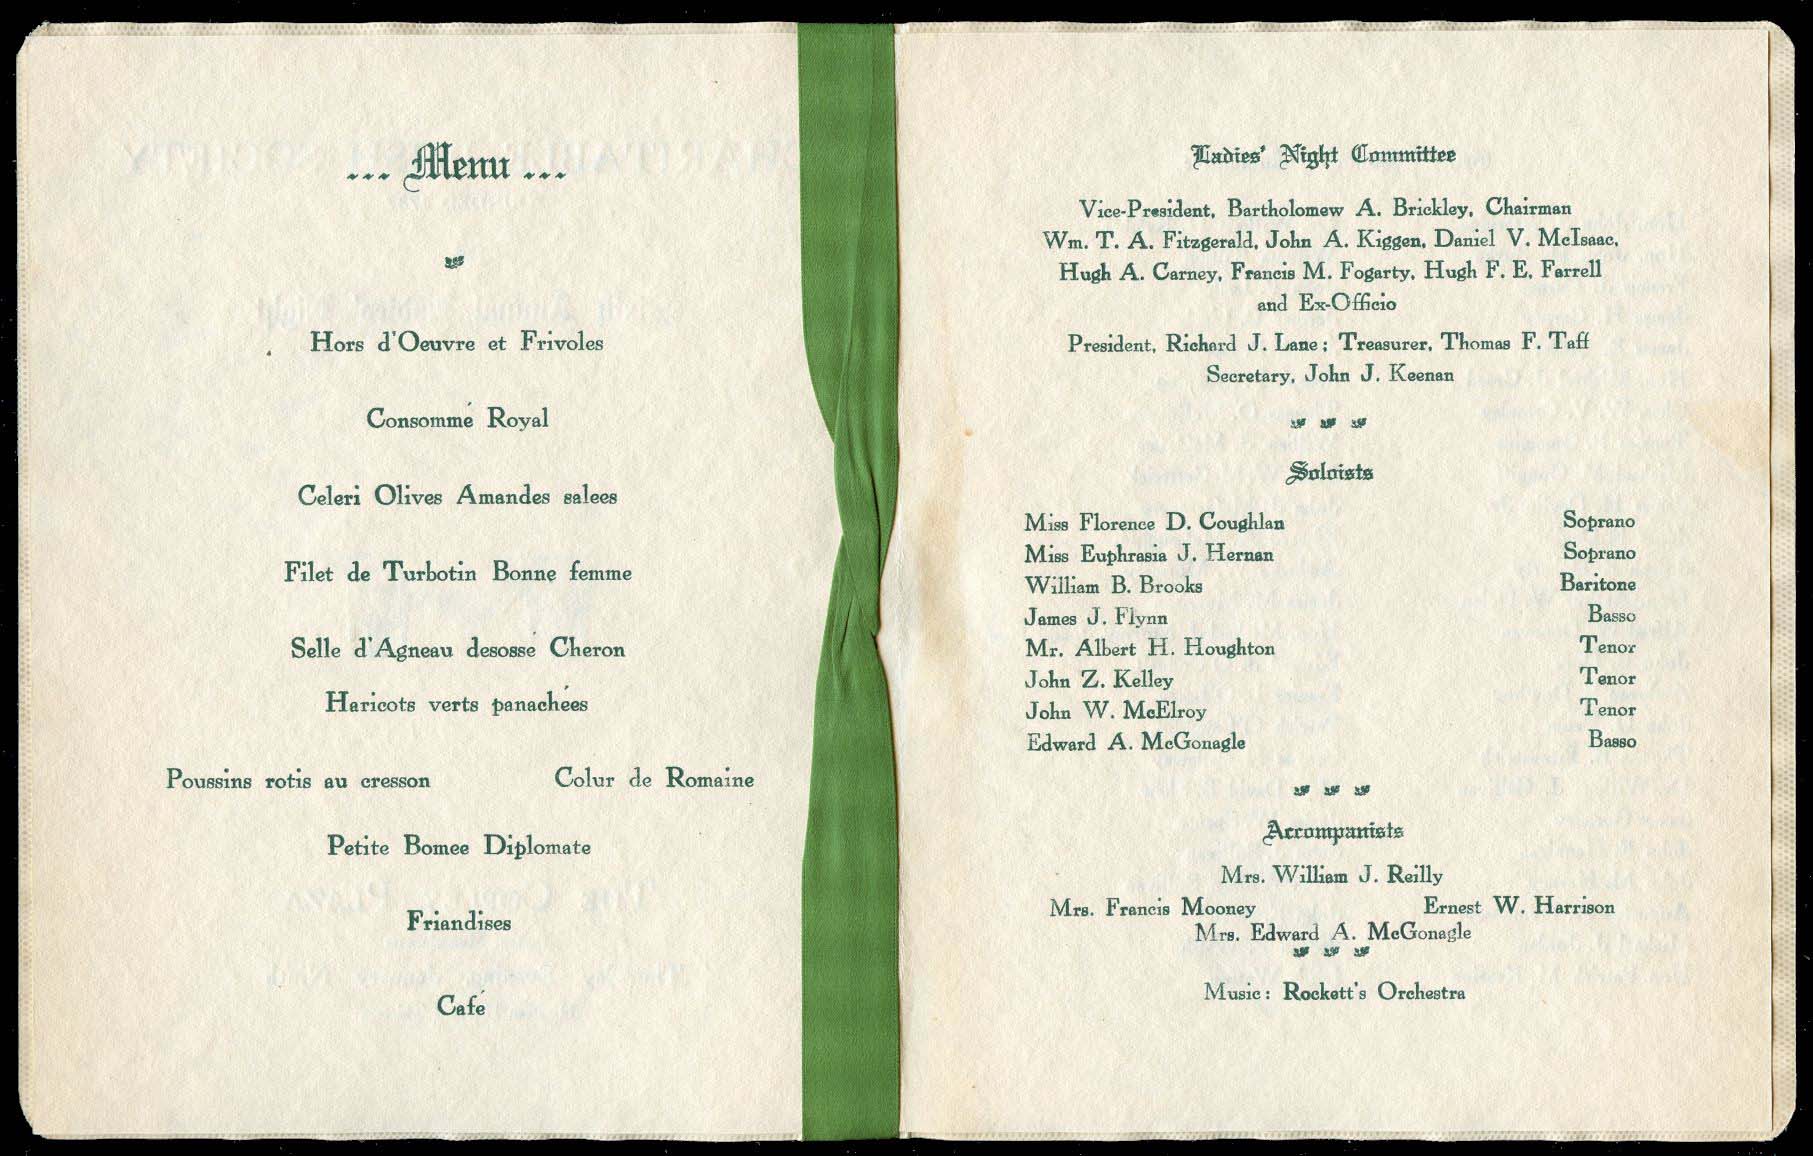 ... Menu ...
Hors d'Oeuvre et Frivoles
Consommé Royal
Celeri Olives Amandes salees
Filet de Turbotin Bonne femme
Selle d'Agneau desossé Cheron
Haricots verts panachées
Poussins rotis au cresson Colur de Romaine
Petite Bomee Diplomate
Friandises
Café
Ladies' Night Committee
Vice-President, Bartholomew A. Brickley, Chairman
Wm. T. A. Fitzgerald, John A. Kiggen, Daniel V. McIsaac,
Hugh A. Carney, Francis M. Fogarty, Hugh F. E. Farrell
and Ex-Officio
President, Richard J. Lane; Treasurer, Thomas F. Taff
Secretary, John J. Keenan
Soloists
Miss Florence D. Coughlan Soprano
Miss Euphrasia J. Hernan Soprano
William B. Brooks Baritone
James J. Flynn Basso
Mr. Albert H. Houghton Tenor
John Z. Kelley Tenor
John W. McElroy Tenor
Edward A. McGonagle Basso
Accompanists
Mrs. William J. Reilly
Mrs. Francis Mooney Ernest W. Harrison
Mrs. Edward A. McGonagle
Music: Rockett's Orchestra